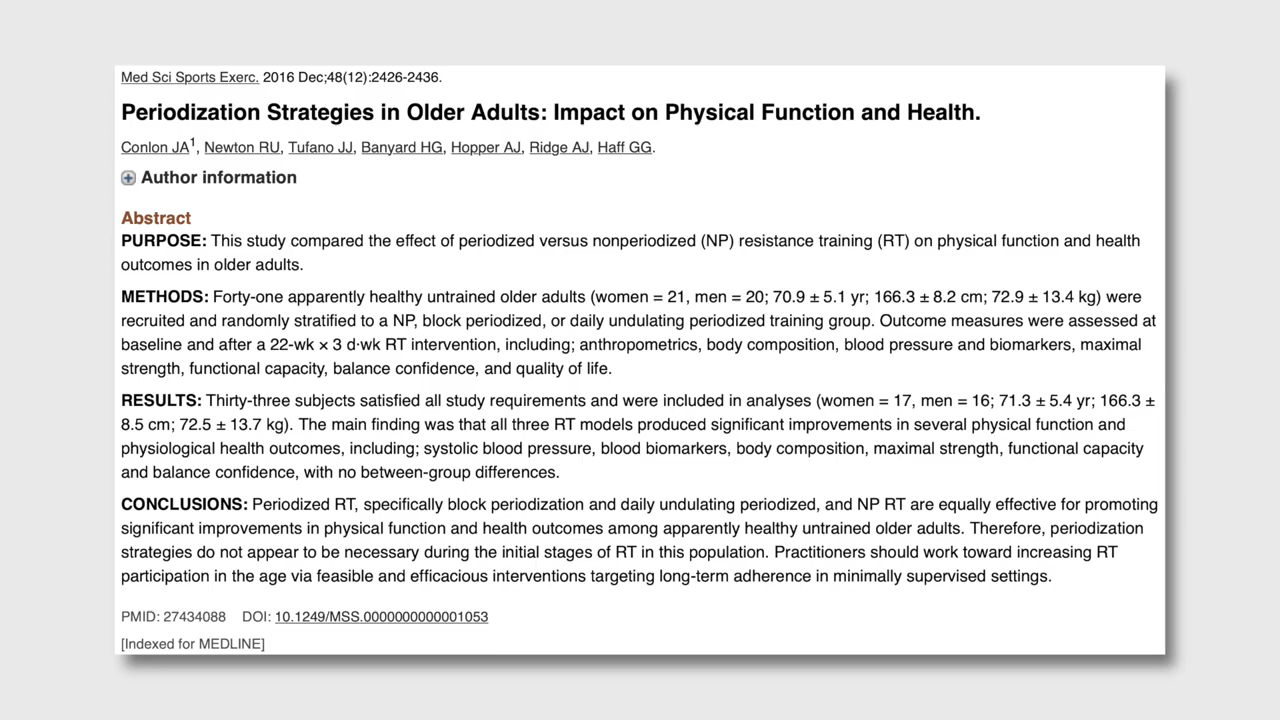 Med Sci Sports Exerc. 2016 Dec;48(12):2426-2436.
Periodization Strategies in Older Adults: Impact on Physical Function and Health.
Conlon JA1, Newton RU, Tufano JJ, Banyard HG, Hopper AJ, Ridge AJ, Haff GG.
Author information
Abstract
PURPOSE: This study compared the effect of periodized versus nonperiodized (NP) resistance training (RT) on physical function and health
outcomes in older adults.
METHODS: Forty-one apparently healthy untrained older adults (women = 21, men = 20; 70.9 ± 5.1 yr; 166.3 ± 8.2 cm; 72.9 ± 13.4 kg) were
recruited and randomly stratified to a NP, block periodized, or daily undulating periodized training group. Outcome measures were assessed at
baseline and after a 22-wk × 3 d·wk RT intervention, including; anthropometrics, body composition, blood pressure and biomarkers, maximal
strength, functional capacity, balance confidence, and quality of life.
RESULTS: Thirty-three subjects satisfied all study requirements and were included in analyses (women = 17, men = 16; 71.3 ± 5.4 yr; 166.3 ±
8.5 cm; 72.5 ± 13.7 kg). The main finding was that all three RT models produced significant improvements in several physical function and
physiological health outcomes, including; systolic blood pressure, blood biomarkers, body composition, maximal strength, functional capacity
and balance confidence, with no between-group differences.
CONCLUSIONS: Periodized RT, specifically block periodization and daily undulating periodized, and NP RT are equally effective for promoting
significant improvements in physical function and health outcomes among apparently healthy untrained older adults. Therefore, periodization
strategies do not appear to be necessary during the initial stages of RT in this population. Practitioners should work toward increasing RT
participation in the age via feasible and efficacious interventions targeting long-term adherence in minimally supervised settings.
PMID: 27434088 DOI: 10.1249/MSS.0000000000001053
[Indexed for MEDLINE]